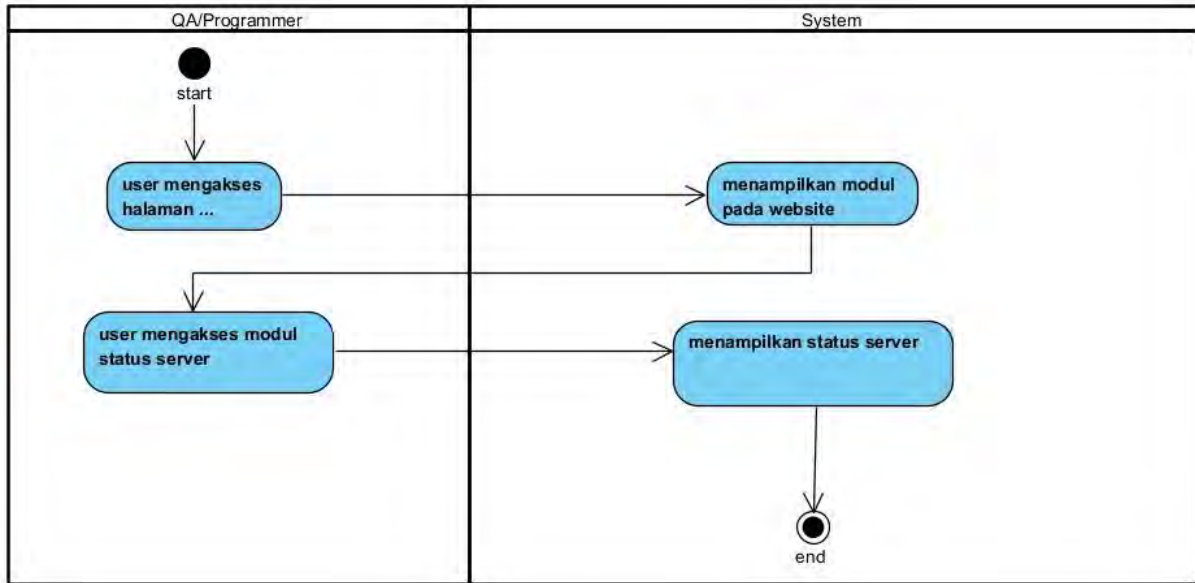 QA/Programmer
System
start
user mengakses
halaman ...
menampilkan modul
pada website
user mengakses modul
status server
menampilkan status server
end